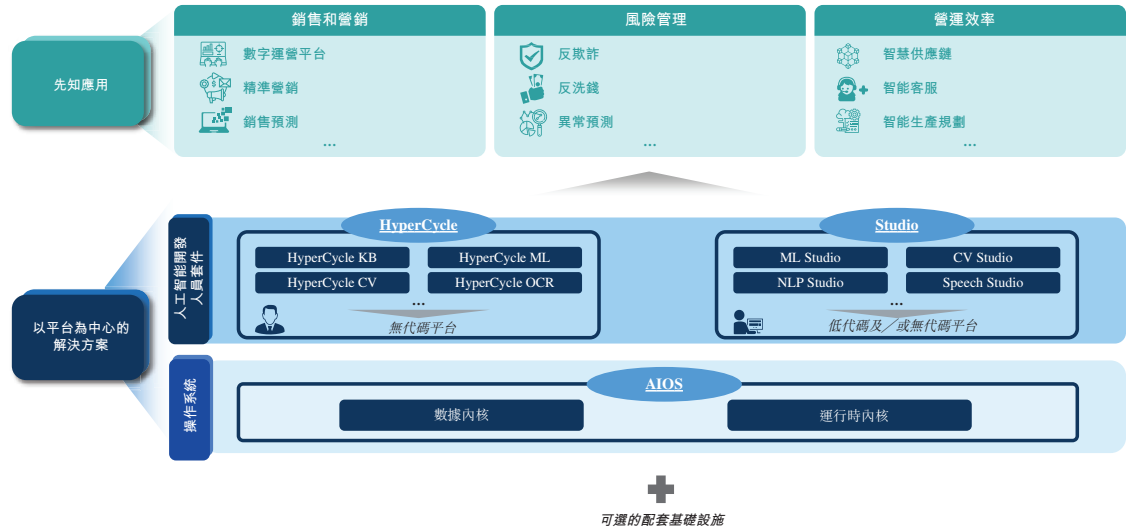 先知應用
銷售和營銷
數字運營平台
精準營銷
銷售預測
...
風險管理
反欺詐
反洗錢
異常預測
...
營運效率
智慧供應鏈
智能客服
智能生產規劃
...
以平台為中心的
解決方案
人工智能開發
人員套件
HyperCycle
HyperCycle KB
HyperCycle ML
HyperCycle CV
HyperCycle OCR
...
無代碼平台
Studio
ML Studio
CV Studio
NLP Studio
Speech Studio
...
低代碼及／或無代碼平台
操作系統
AIOS
數據內核
運行時內核
可選的配套基礎設施